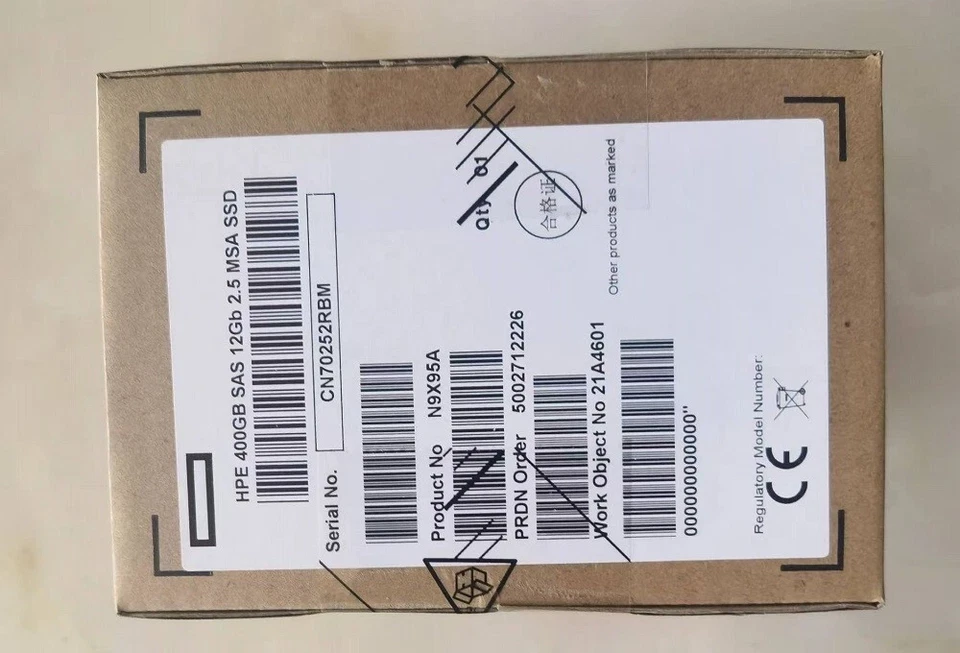 HPE 400GB SAS 12Gb 2.5 MSA SSD
Serial No. CN70252RBM
Product No N9X95A
Qty 01
PRDN Order 5002712226
合格证
Work Object No 21A4601
Other products as marked
000000000000"
Regulatory Model Number:
CE